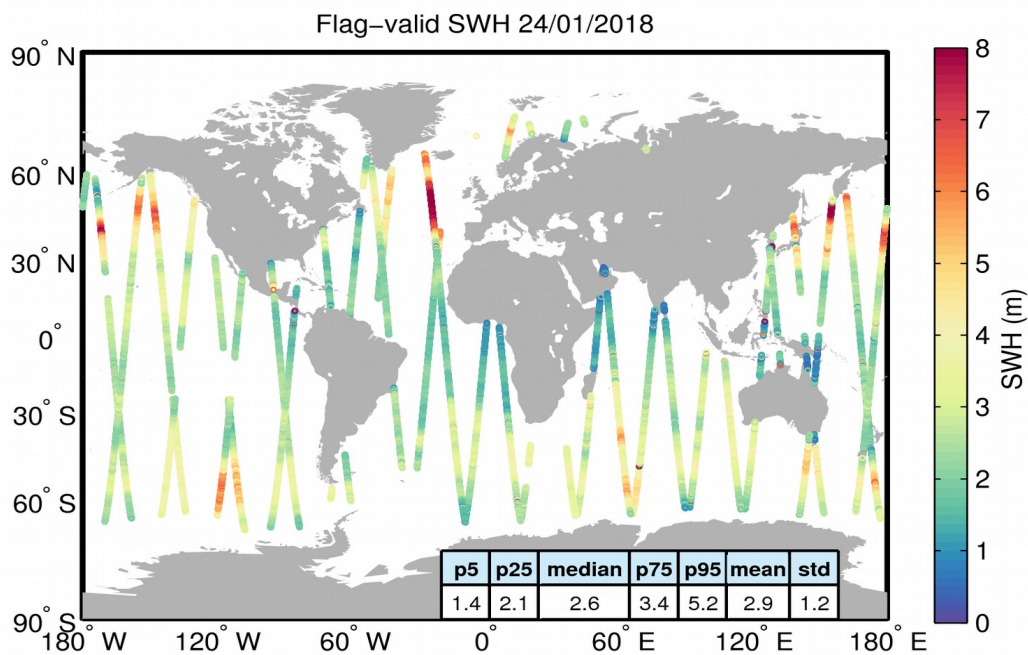 Flag−valid SWH 24/01/2018
90° N
60° N
30° N
0°
30° S
60° S
90° S
180° W
120° W
60° W
0°
60° E
120° E
180° E
p5 p25 median p75 p95 mean std
1.4 2.1 2.6 3.4 5.2 2.9 1.2
8
7
6
5
4
3
2
1
0
SWH (m)